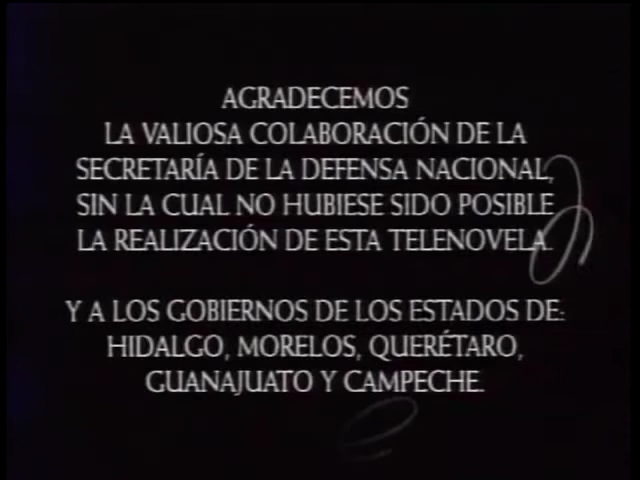 AGRADECEMOS
LA VALIOSA COLABORACIÓN DE LA
SECRETARÍA DE LA DEFENSA NACIONAL,
SIN LA CUAL NO HUBIESE SIDO POSIBLE
LA REALIZACIÓN DE ESTA TELENOVELA.
Y A LOS GOBIERNOS DE LOS ESTADOS DE:
HIDALGO, MORELOS, QUERÉTARO,
GUANAJUATO Y CAMPECHE.